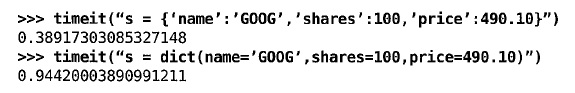 >>> timeit(“s = {’name’:’GOOG’,’shares’:100,’price’:490.10}”)
0.38917303085327148
>>> timeit(“s = dict(name=’GOOG’,shares=100,price=490.10)”)
0.94420003890991211